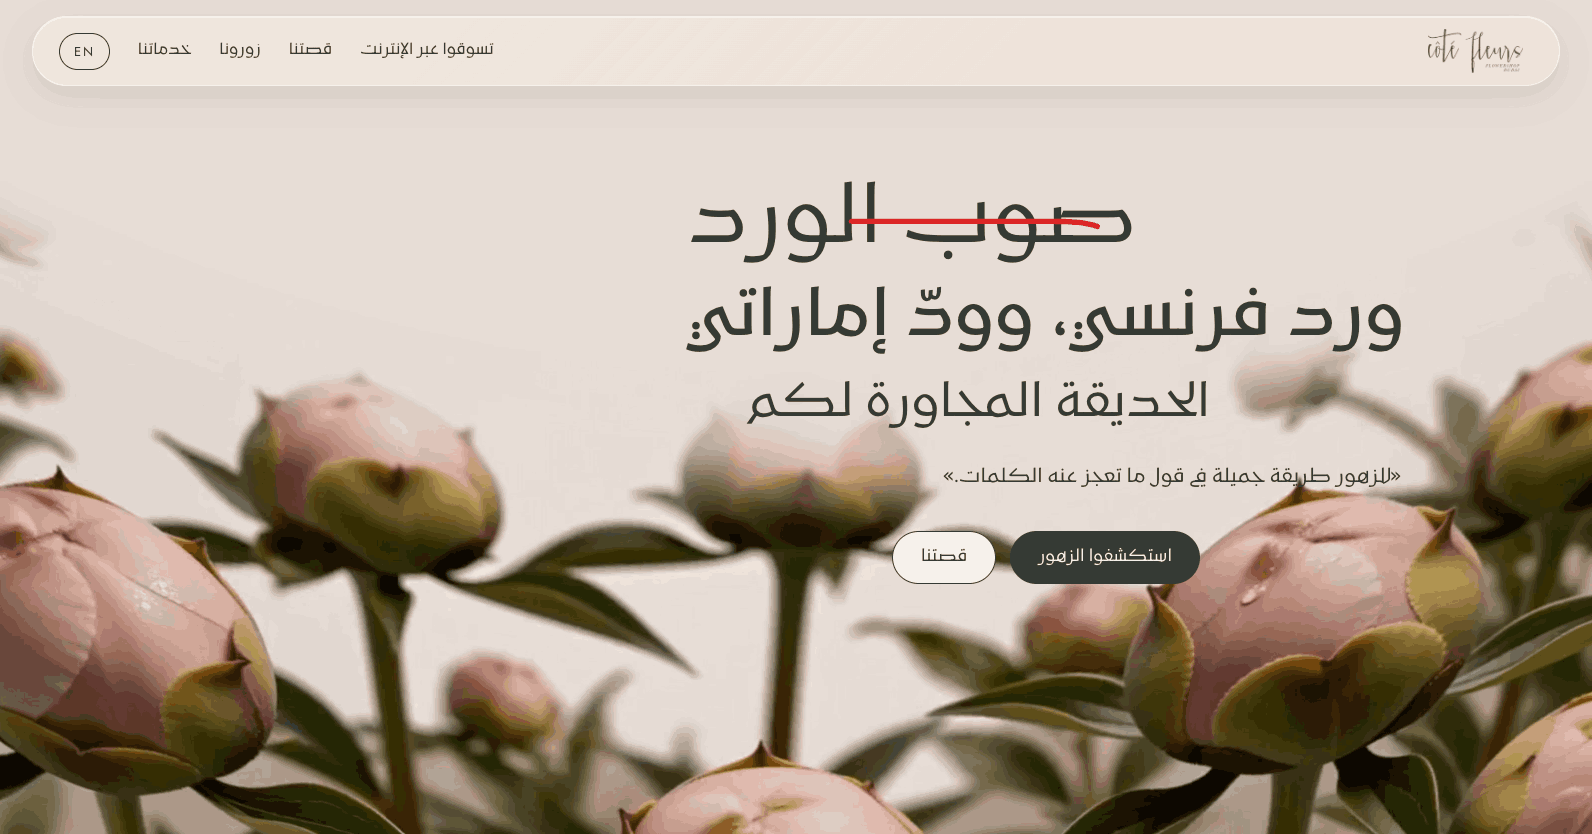 côté fleurs
تسوقوا عبر الإنترنت
قصتنا
زورونا
خدماتنا
EN
صوب الورد
ورد فرنسي، وودّ إماراتي
الحديقة المجاورة لكم
«للزهور طريقة جميلة في قول ما تعجز عنه الكلمات.»
استكشفوا الزهور
قصتنا